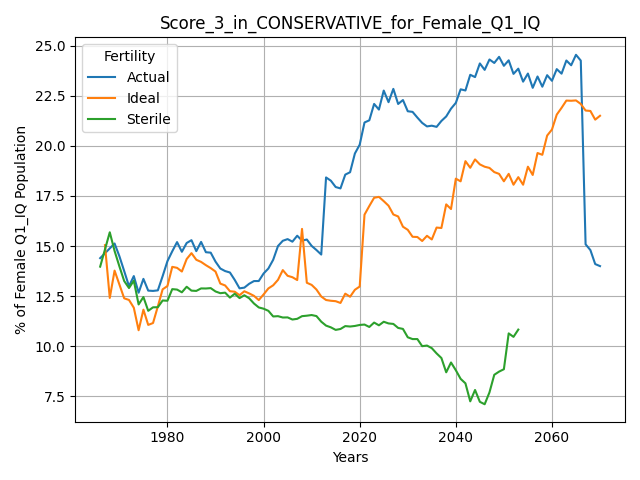 Score_3_in_CONSERVATIVE_for_Female_Q1_IQ
Fertility
Actual
Ideal
Sterile
% of Female Q1_IQ Population
25.0
22.5
20.0
17.5
15.0
12.5
10.0
7.5
1980 2000 2020 2040 2060
Years